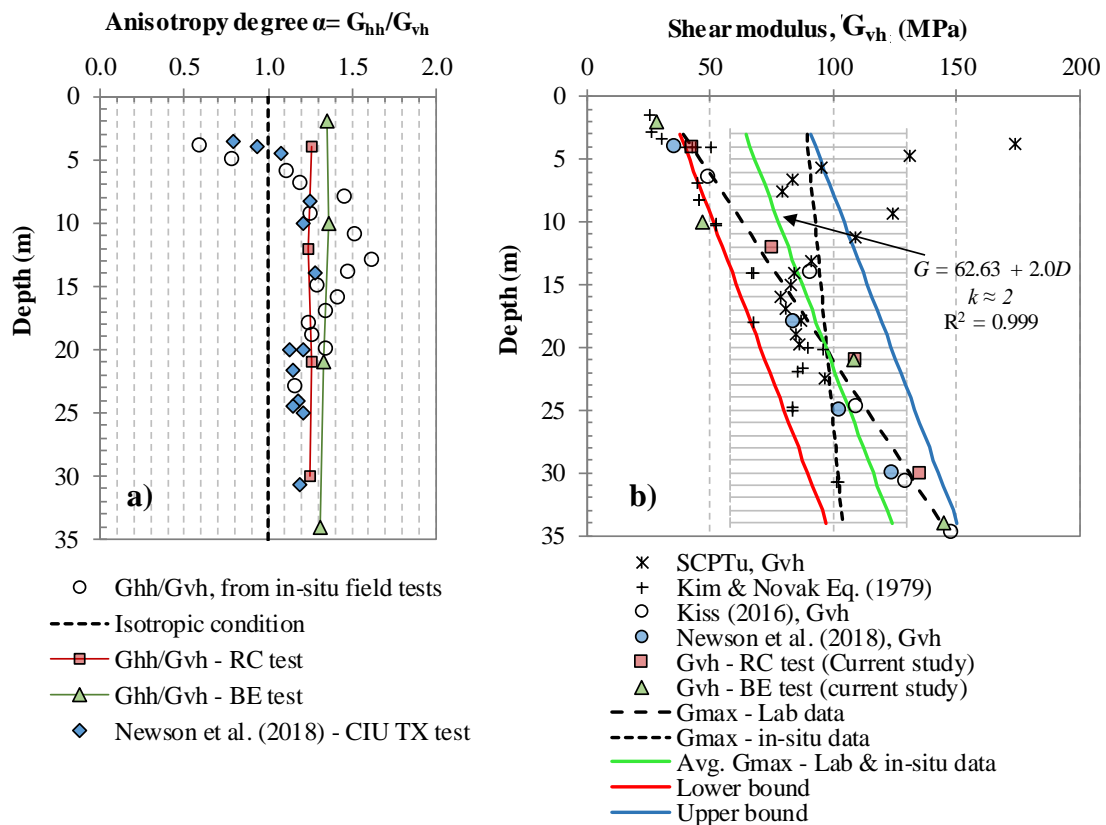 Anisotropy degree α= Ghh/Gvh
0.0 0.5 1.0 1.5 2.0
0
5
10
15
20
25
30
35
Depth (m)
a)
Ghh/Gvh, from in-situ field tests
Isotropic condition
Ghh/Gvh - RC test
Ghh/Gvh - BE test
Newson et al. (2018) - CIU TX test
Shear modulus, Gvh (MPa)
0 50 100 150 200
0
5
10
15
20
25
30
35
Depth (m)
G = 62.63 + 2.0D
k ≈ 2
R² = 0.999
b)
SCPTu, Gvh
Kim & Novak Eq. (1979)
Kiss (2016), Gvh
Newson et al. (2018), Gvh
Gvh - RC test (Current study)
Gvh - BE test (current study)
Gmax - Lab data
Gmax - in-situ data
Avg. Gmax - Lab & in-situ data
Lower bound
Upper bound